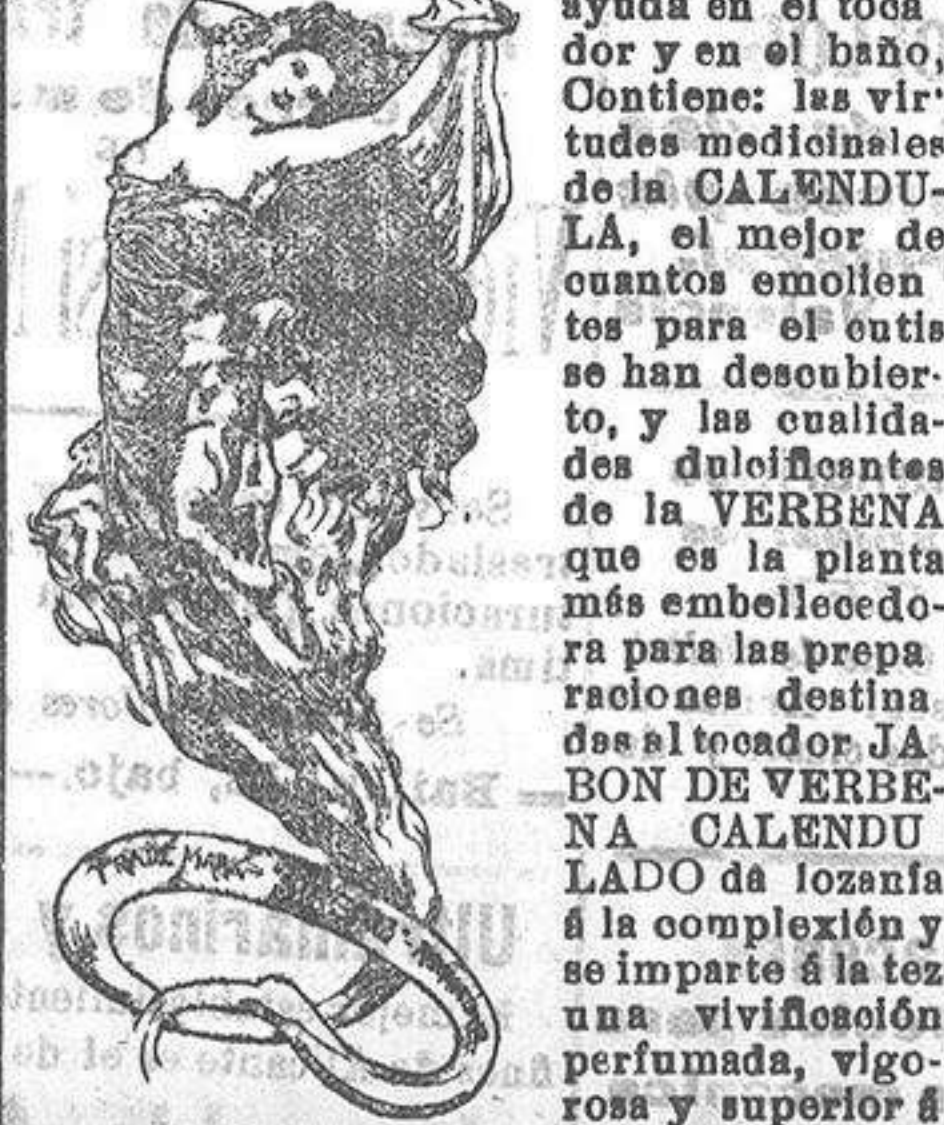 ayuda en el toca
dor y en el baño,
Contiene: las vir-
tudes medicinales
de la CALENDU-
LA, el mejor de
cuantos emolien
tes para el cutis
se han descubier-
to, y las cualida-
des dulcificantes
de la VERBENA
que es la planta
más embellecedo-
ra para las prepa
raciones destina
das al tocador JA
BON DE VERBE-
NA CALENDU
LADO dá lozanía
á la complexión y
se imparte á la tez
una vivificación
perfumada, vigo-
rosa y superior á
TRADE MARK